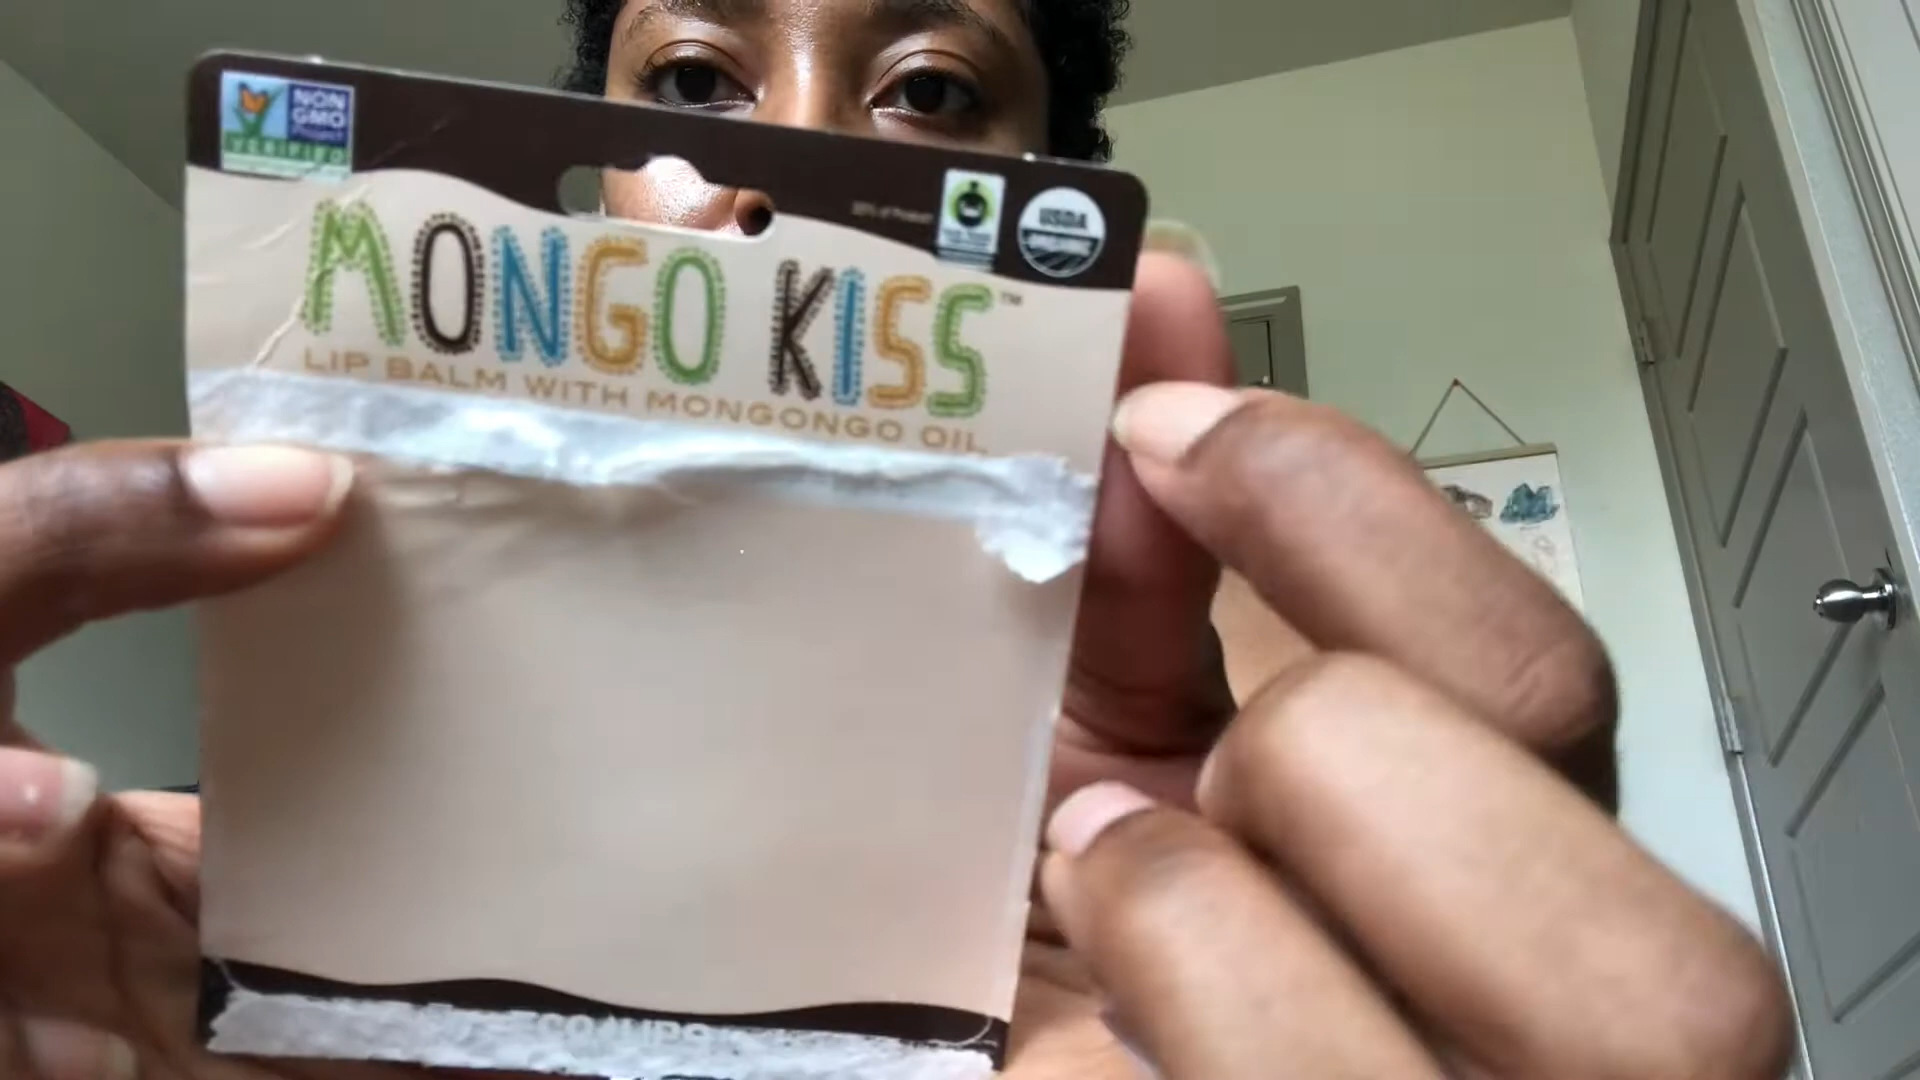 NON
GMO
Project
VERIFIED
USDA
ORGANIC
MONGO KISS™
LIP BALM WITH MONGONGO OIL